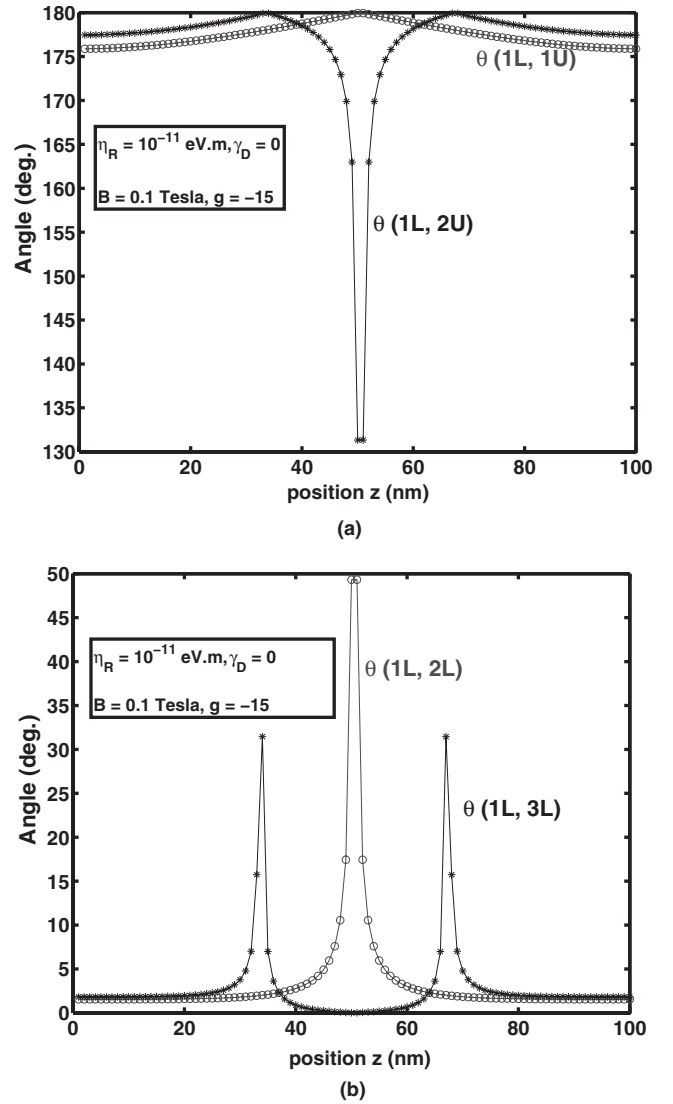 180
175
170
165
160
155
150
145
140
135
130
Angle (deg.)
η_R = 10⁻¹¹ eV.m, γ_D = 0
B = 0.1 Tesla, g = −15
θ (1L, 1U)
θ (1L, 2U)
0 20 40 60 80 100
position z (nm)
(a)
50
45
40
35
30
25
20
15
10
5
0
Angle (deg.)
η_R = 10⁻¹¹ eV.m, γ_D = 0
B = 0.1 Tesla, g = −15
θ (1L, 2L)
θ (1L, 3L)
0 20 40 60 80 100
position z (nm)
(b)